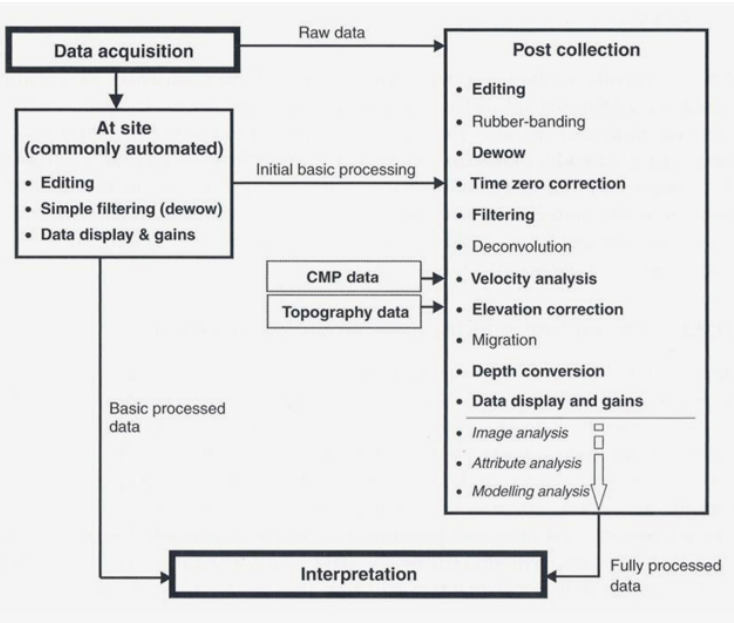 Data acquisition
Raw data
At site
(commonly automated)
• Editing
• Simple filtering (dewow)
• Data display & gains
Initial basic processing
Post collection
• Editing
• Rubber-banding
• Dewow
• Time zero correction
• Filtering
• Deconvolution
• Velocity analysis
• Elevation correction
• Migration
• Depth conversion
• Data display and gains
• Image analysis
• Attribute analysis
• Modelling analysis
CMP data
Topography data
Basic processed
data
Interpretation
Fully processed
data